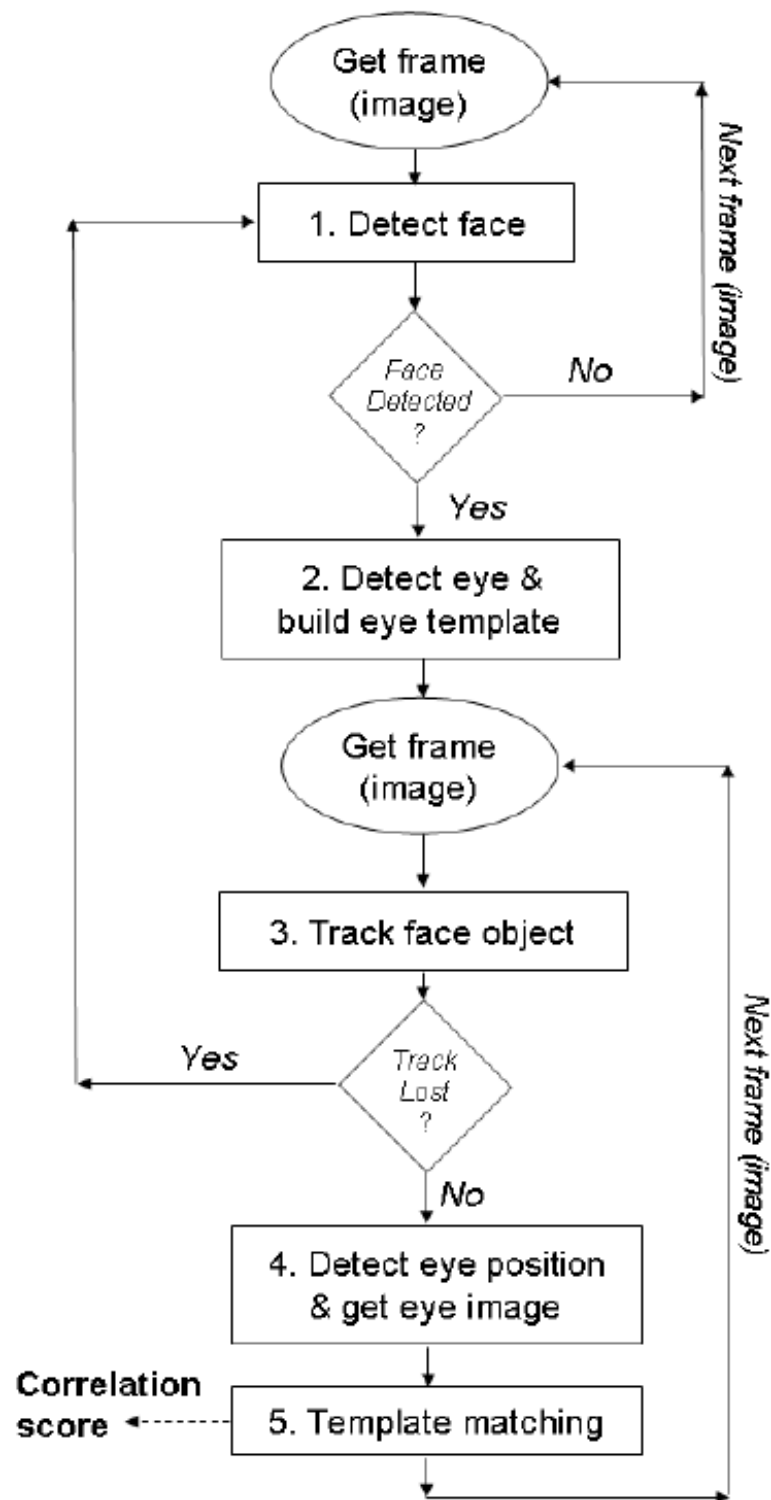 Get frame
(image)
Next frame (image)
1. Detect face
Face
Detected
?
No
Yes
2. Detect eye &
build eye template
Get frame
(image)
3. Track face object
Yes
Track
Lost
?
Next frame (image)
No
4. Detect eye position
& get eye image
Correlation
score
5. Template matching